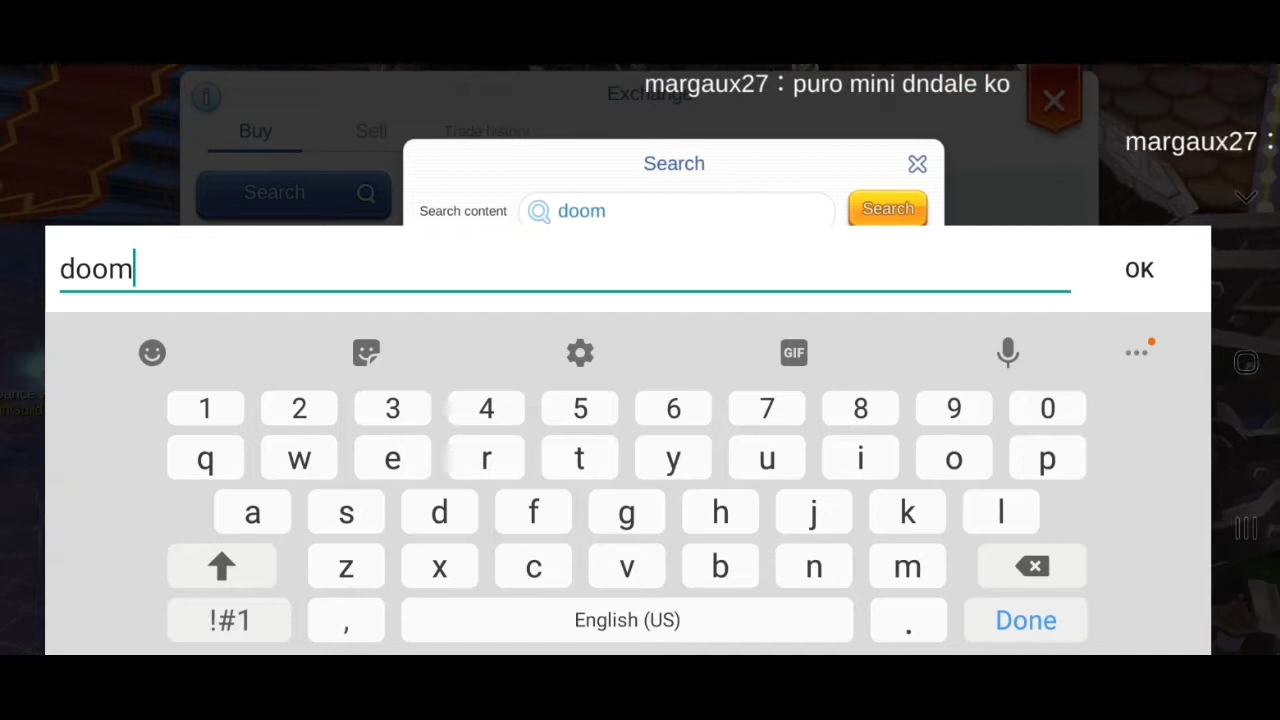 margaux27：puro mini dndale ko
Exchange
Buy
Sell
Trade history
margaux27：
Search
Search
Search content
doom
Search
doom
OK
GIF
1 2 3 4 5 6 7 8 9 0
q w e r t y u i o p
a s d f g h j k l
z x c v b n m
!#1 , English (US) . Done